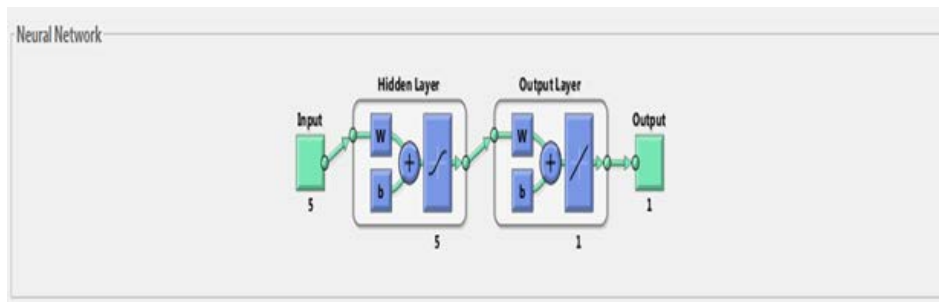 Neural Network
Hidden Layer Output Layer
Input Output
W W
+ +
b b
5 1
5 1